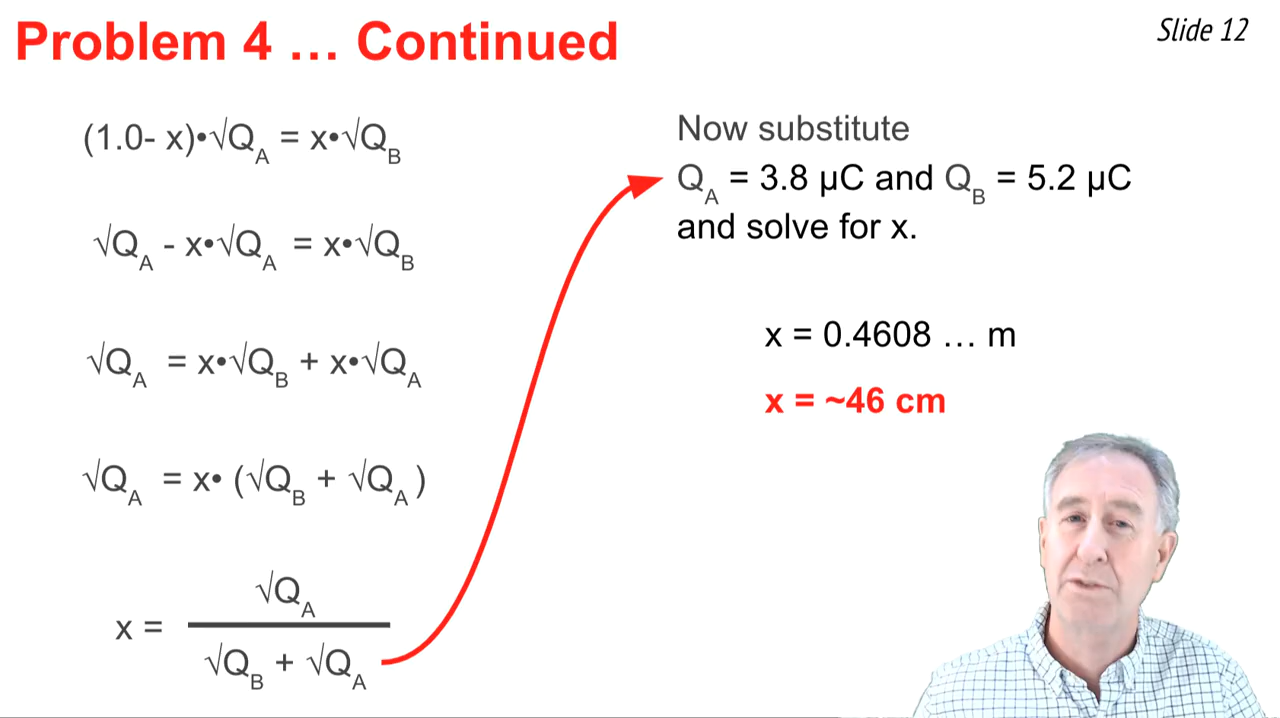 Problem 4 … Continued
Slide 12
(1.0- x)•√Q_A = x•√Q_B
√Q_A - x•√Q_A = x•√Q_B
√Q_A = x•√Q_B + x•√Q_A
√Q_A = x• (√Q_B + √Q_A )
√Q_A
x =
√Q_B + √Q_A
Now substitute
Q_A = 3.8 µC and Q_B = 5.2 µC
and solve for x.
x = 0.4608 … m
x = ~46 cm